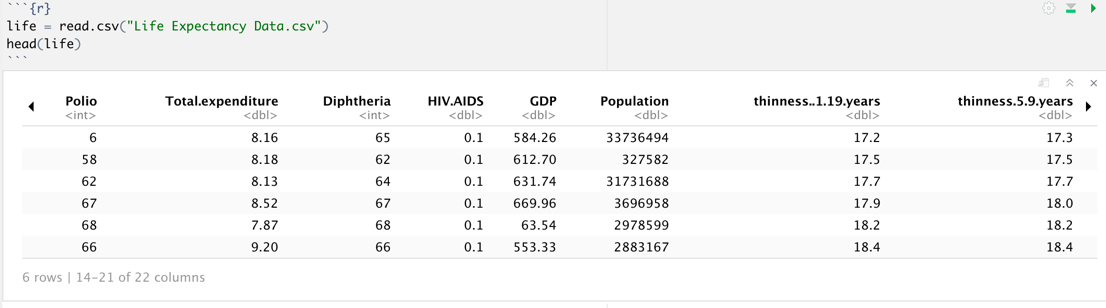 ```{r}
life = read.csv("Life Expectancy Data.csv")
head(life)
```
Polio Total.expenditure Diphtheria HIV.AIDS GDP Population thinness..1.19.years thinness.5.9.years
<int> <dbl> <int> <dbl> <dbl> <dbl> <dbl> <dbl>
6 8.16 65 0.1 584.26 33736494 17.2 17.3
58 8.18 62 0.1 612.70 327582 17.5 17.5
62 8.13 64 0.1 631.74 31731688 17.7 17.7
67 8.52 67 0.1 669.96 3696958 17.9 18.0
68 7.87 68 0.1 63.54 2978599 18.2 18.2
66 9.20 66 0.1 553.33 2883167 18.4 18.4
6 rows | 14-21 of 22 columns